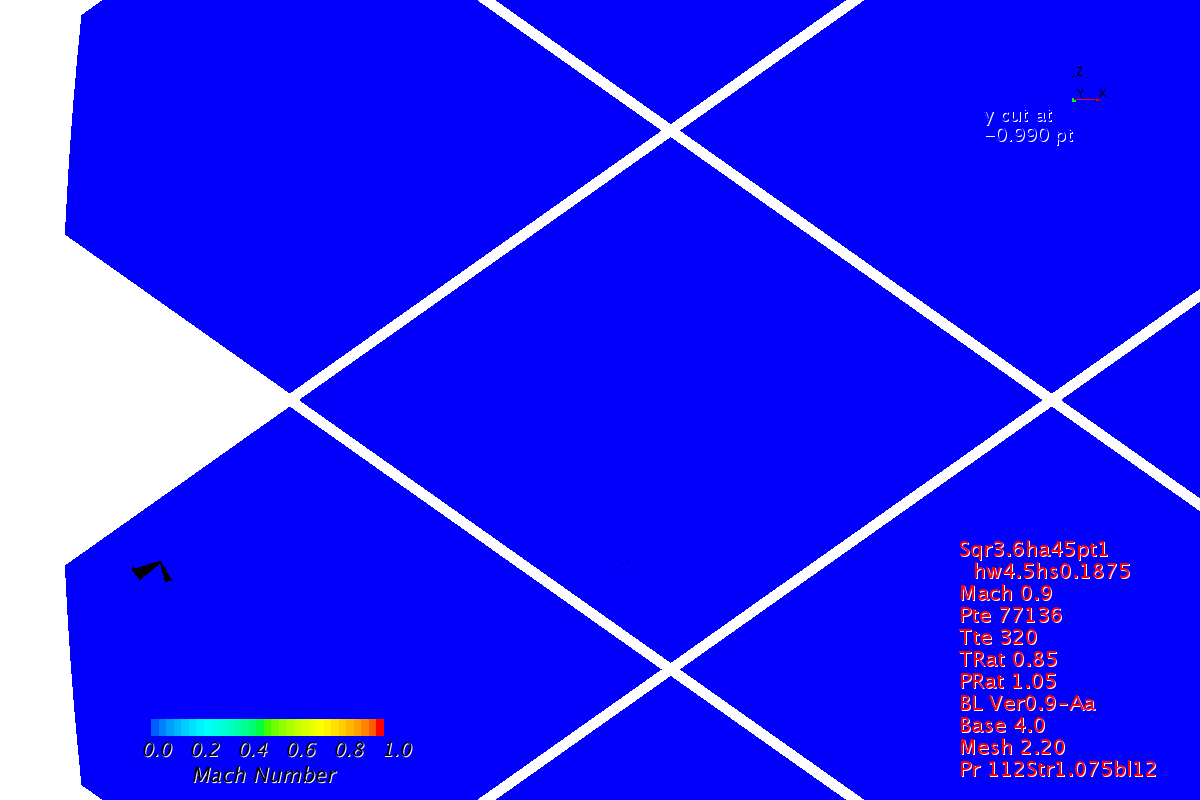 Z
Y X
y cut at
−0.990 pt
Sqr3.6ha45pt1
hw4.5hs0.1875
Mach 0.9
Pte 77136
Tte 320
TRat 0.85
PRat 1.05
BL Ver0.9−Aa
Base 4.0
Mesh 2.20
Pr 112Str1.075bl12
0.0 0.2 0.4 0.6 0.8 1.0
Mach Number